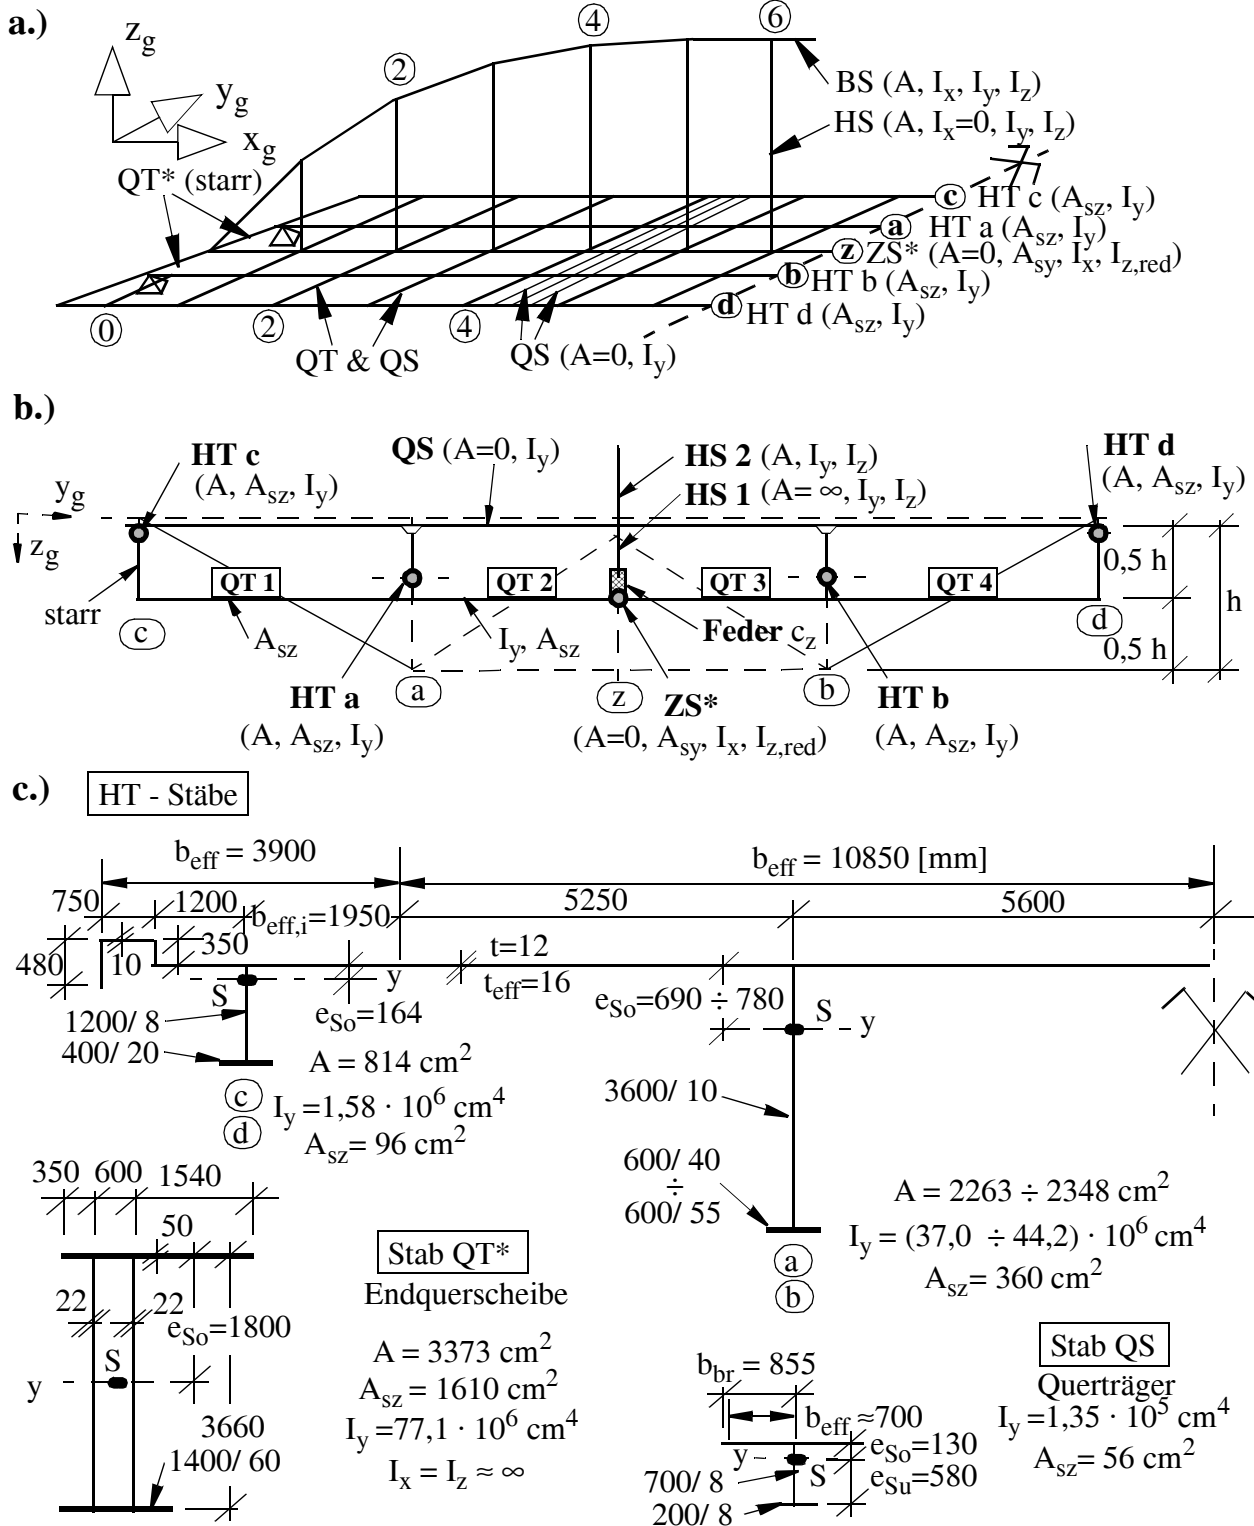 a.)
z_g
y_g
x_g
QT* (starr)
2
4
6
BS (A, I_x, I_y, I_z)
HS (A, I_x=0, I_y, I_z)
c HT c (A_sz, I_y)
a HT a (A_sz, I_y)
z ZS* (A=0, A_sy, I_x, I_z,red)
b HT b (A_sz, I_y)
d HT d (A_sz, I_y)
0
2
4
QT & QS
QS (A=0, I_y)
b.)
HT c
(A, A_sz, I_y)
QS (A=0, I_y)
HS 2 (A, I_y, I_z)
HS 1 (A= ∞, I_y, I_z)
HT d
(A, A_sz, I_y)
y_g
z_g
starr
QT 1
QT 2
QT 3
QT 4
0,5 h
0,5 h
h
c
A_sz
I_y, A_sz
Feder c_z
d
HT a
(A, A_sz, I_y)
a
z
ZS*
(A=0, A_sy, I_x, I_z,red)
b
HT b
(A, A_sz, I_y)
c.)
HT - Stäbe
b_eff = 3900
b_eff = 10850 [mm]
750
1200
b_eff,i=1950
5250
5600
480
10
350
y
t=12
t_eff=16
S
e_So=164
e_So=690 ÷ 780
S
y
1200/ 8
400/ 20
A = 814 cm²
I_y =1,58 · 10⁶ cm⁴
A_sz= 96 cm²
c
d
3600/ 10
600/ 40
÷
600/ 55
A = 2263 ÷ 2348 cm²
I_y = (37,0 ÷ 44,2) · 10⁶ cm⁴
A_sz= 360 cm²
a
b
350
600
1540
50
22
22
e_So=1800
S
y
3660
1400/ 60
Stab QT*
Endquerscheibe
A = 3373 cm²
A_sz = 1610 cm²
I_y =77,1 · 10⁶ cm⁴
I_x = I_z ≈ ∞
Stab QS
Querträger
I_y =1,35 · 10⁵ cm⁴
A_sz= 56 cm²
b_br = 855
b_eff ≈700
y
S
e_So=130
e_Su=580
700/ 8
200/ 8